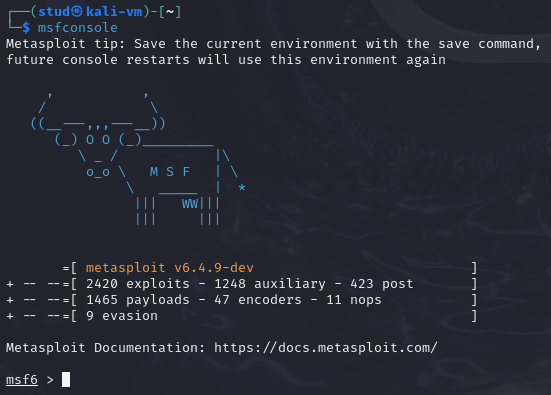 ┌──(stud㉿kali-vm)-[~]
└─$ msfconsole
Metasploit tip: Save the current environment with the save command,
future console restarts will use this environment again

     ,           ,
    /             \
   ((__---,,,---__))
      (_) O O (_)_________
         \ _ /            |\
          o_o \   M S F   | \
               \   _____  |  *
                |||   WW|||
                |||     |||

       =[ metasploit v6.4.9-dev                           ]
+ -- --=[ 2420 exploits - 1248 auxiliary - 423 post       ]
+ -- --=[ 1465 payloads - 47 encoders - 11 nops           ]
+ -- --=[ 9 evasion                                       ]

Metasploit Documentation: https://docs.metasploit.com/

msf6 >